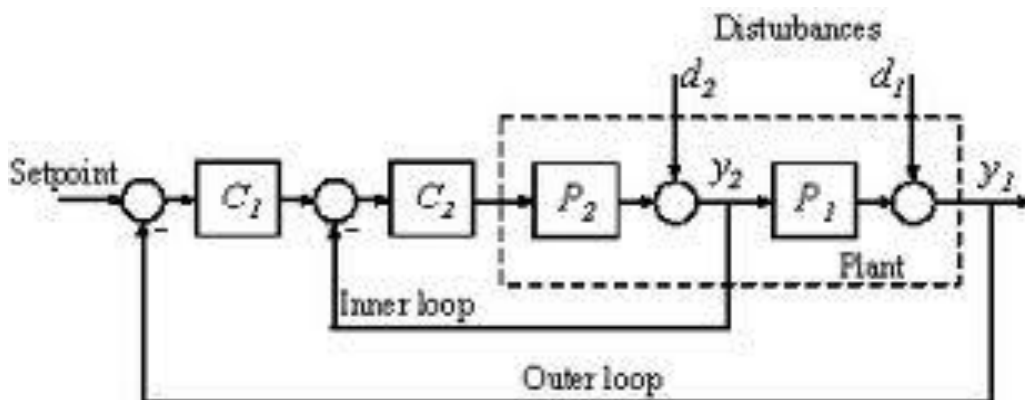 Disturbances
d2 d1
Setpoint C1 C2 P2 y2 P1 y1
- -
Plant
Inner loop
Outer loop